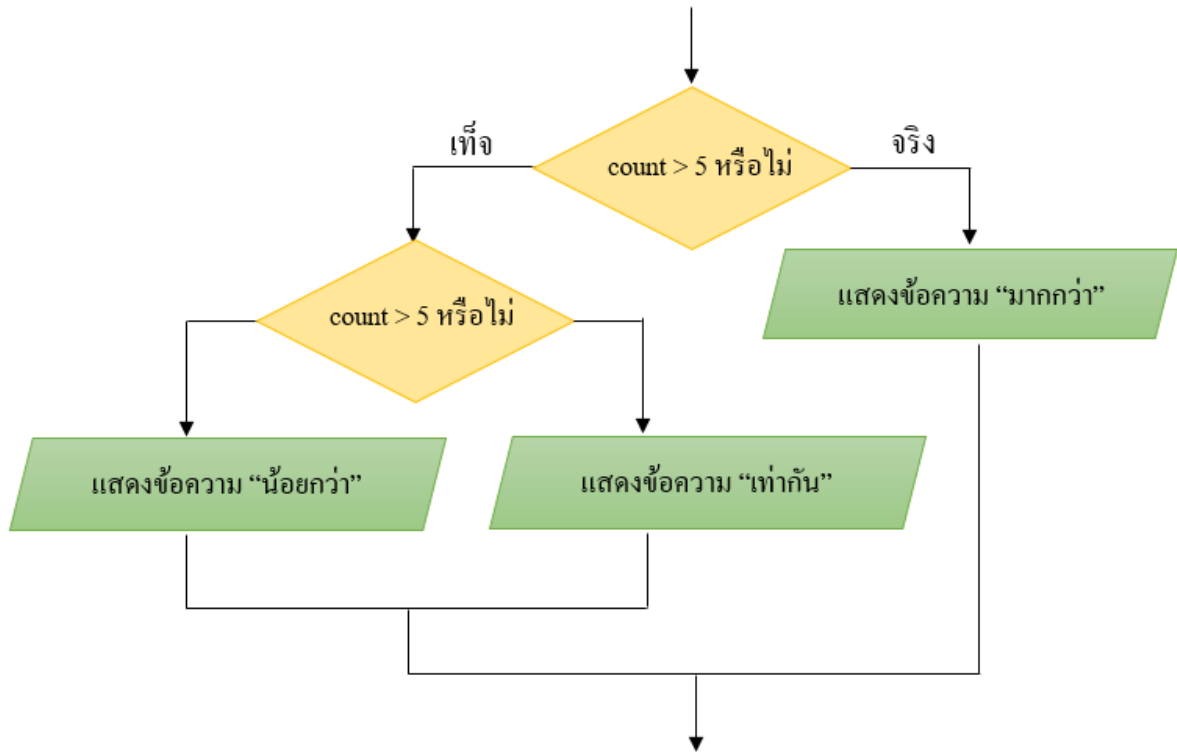 เท็จ
จริง
count > 5 หรือไม่
แสดงข้อความ “มากกว่า”
count > 5 หรือไม่
แสดงข้อความ “น้อยกว่า”
แสดงข้อความ “เท่ากัน”